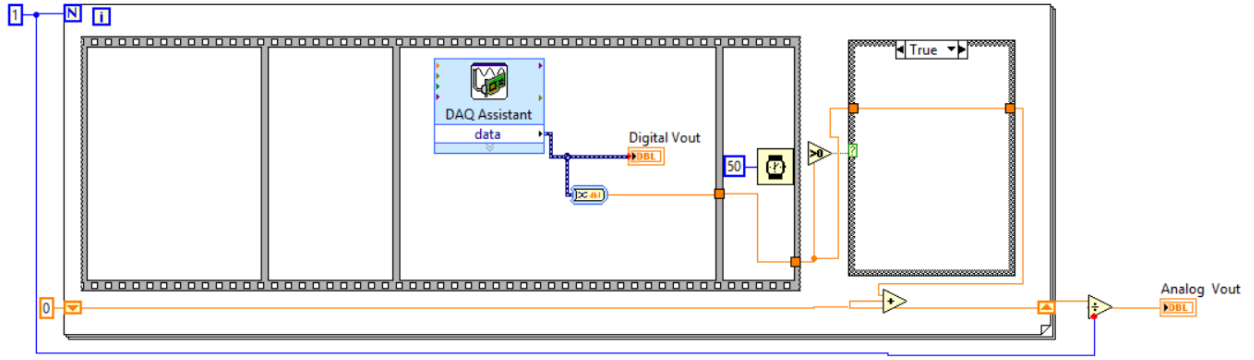 1
N
i
True
DAQ Assistant
data
Digital Vout
DBL
50
>0
?
0
+
÷
Analog Vout
DBL